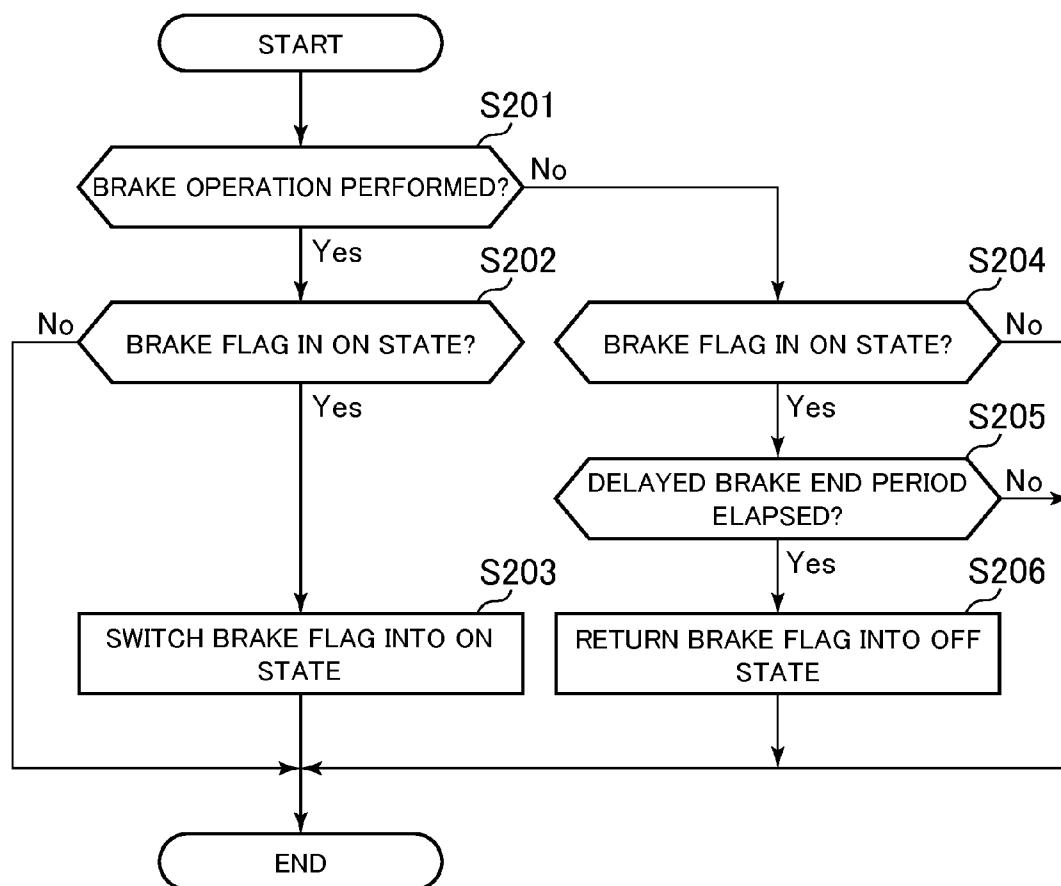 START
S201
BRAKE OPERATION PERFORMED?
No
Yes
S202
S204
No
BRAKE FLAG IN ON STATE?
BRAKE FLAG IN ON STATE?
No
Yes
Yes
S205
DELAYED BRAKE END PERIOD
ELAPSED?
No
Yes
S203
S206
SWITCH BRAKE FLAG INTO ON
STATE
RETURN BRAKE FLAG INTO OFF
STATE
END